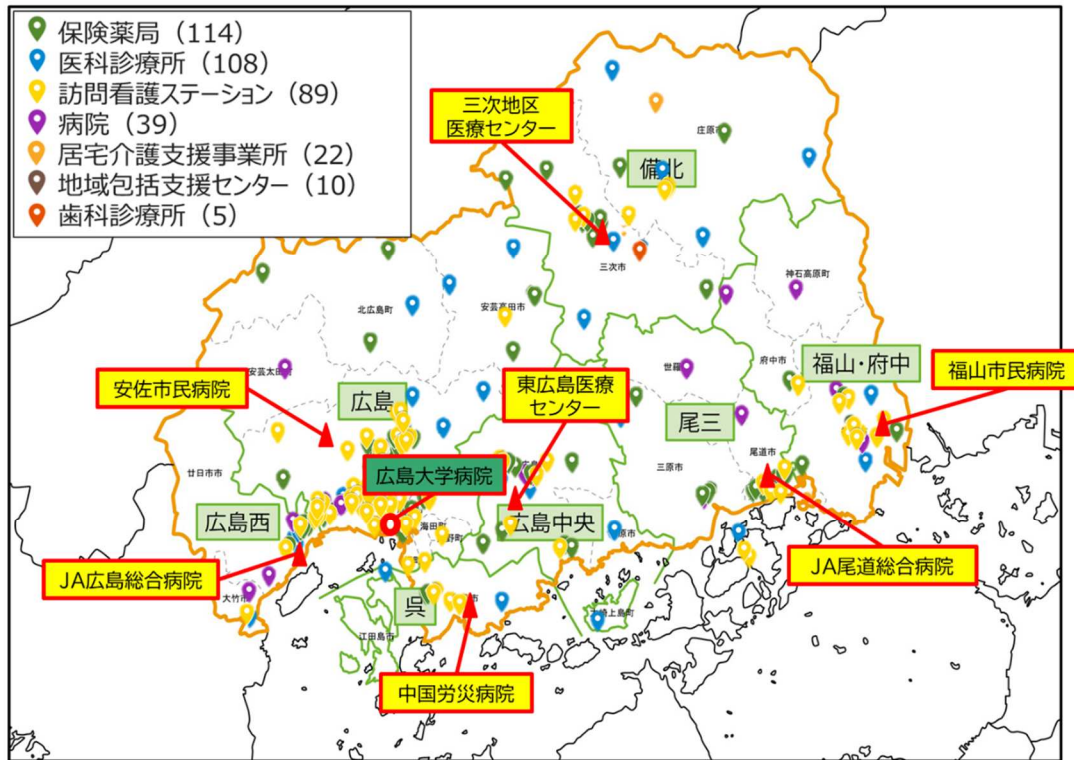 保険薬局（114）
医科診療所（108）
訪問看護ステーション（89）
病院（39）
居宅介護支援事業所（22）
地域包括支援センター（10）
歯科診療所（5）
三次地区
医療センター
庄原市
備北
三次市
神石高原町
北広島町
安芸高田市
安芸太田町
府中市
福山・府中
福山市民病院
世羅
安佐市民病院
広島
東広島医療
センター
尾三
尾道市
三原市
廿日市市
広島大学病院
広島西
海田町
広島中央
JA広島総合病院
JA尾道総合病院
大竹市
呉
江田島市
大崎上島町
中国労災病院